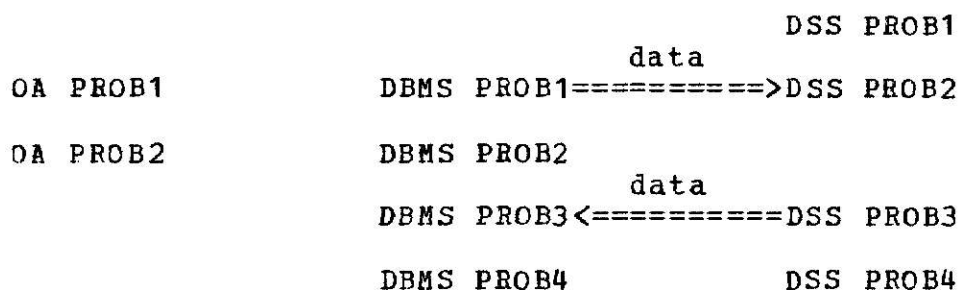 DSS PROB1
data
OA PROB1 DBMS PROB1==========>DSS PROB2
OA PROB2 DBMS PROB2
data
DBMS PROB3<==========DSS PROB3
DBMS PROB4 DSS PROB4